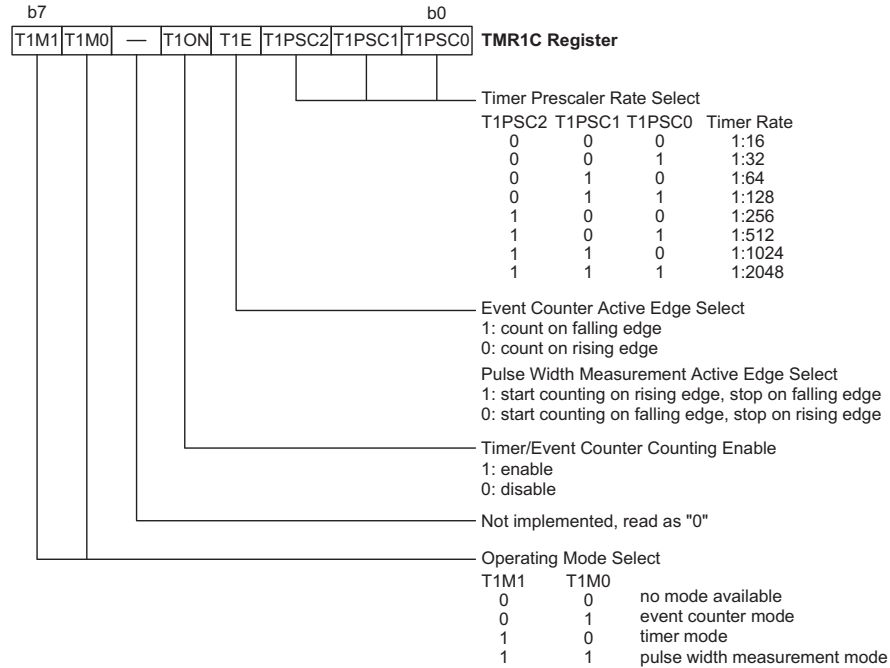 b7 b0
T1M1 T1M0 — T1ON T1E T1PSC2 T1PSC1 T1PSC0 TMR1C Register
Timer Prescaler Rate Select
T1PSC2 T1PSC1 T1PSC0 Timer Rate
0 0 0 1:16
0 0 1 1:32
0 1 0 1:64
0 1 1 1:128
1 0 0 1:256
1 0 1 1:512
1 1 0 1:1024
1 1 1 1:2048
Event Counter Active Edge Select
1: count on falling edge
0: count on rising edge
Pulse Width Measurement Active Edge Select
1: start counting on rising edge, stop on falling edge
0: start counting on falling edge, stop on rising edge
Timer/Event Counter Counting Enable
1: enable
0: disable
Not implemented, read as "0"
Operating Mode Select
T1M1 T1M0
0 0 no mode available
0 1 event counter mode
1 0 timer mode
1 1 pulse width measurement mode